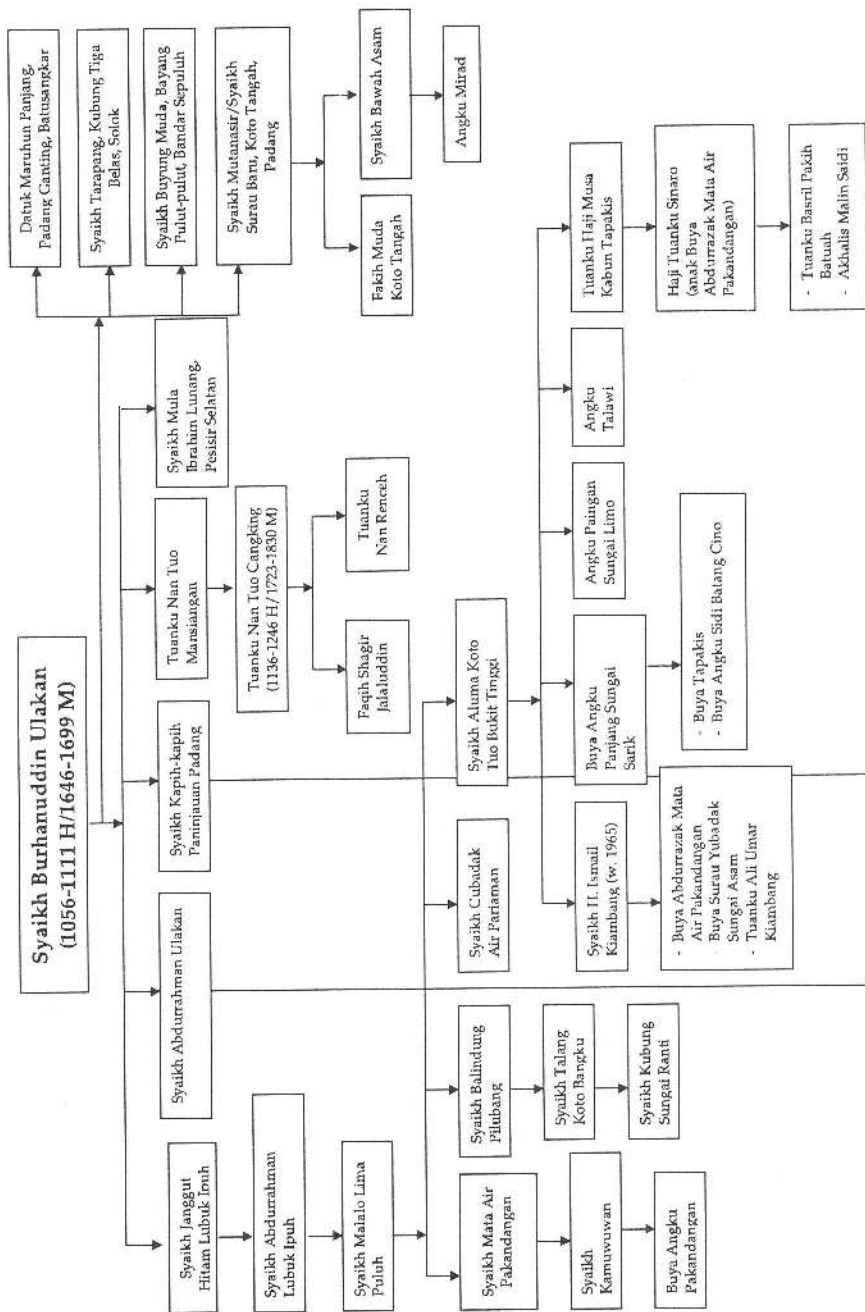 Syaikh Burhanuddin Ulakan
(1056-1111 H/1646-1699 M)
Datuk Maruhun Panjang,
Padang Ganting, Batusangkar
Syaikh Tarapang, Kubung Tiga
Belas, Solok
Syaikh Buyung Muda, Bayang
Pulut-pulut, Bandar Sepuluh
Syaikh Mutanasir/Syaikh
Surau Baru, Koto Tangah,
Padang
Fakih Muda
Koto Tangah
Syaikh Bawah Asam
Angku Mirad
Syaikh Janggut
Hitam Lubuk Ipuh
Syaikh Abdurrahman Ulakan
Syaikh Kapih-kapih
Paninjauan Padang
Tuanku Nan Tuo
Mansiangan
Syaikh Mula
Ibrahim Lunang,
Pesisir Selatan
Syaikh Abdurrahman
Lubuk Ipuh
Tuanku Nan Tuo Cangking
(1136-1246 H/1723-1830 M)
Syaikh Malalo Lima
Puluh
Faqih Shagir
Jalaluddin
Tuanku
Nan Renceh
Syaikh Mata Air
Pakandangan
Syaikh Balindung
Pilubang
Syaikh Cubadak
Air Pariaman
Syaikh Aluma Koto
Tuo Bukit Tinggi
Syaikh
Kamuwuwan
Syaikh Talang
Koto Bangku
Buya Angku
Pakandangan
Syaikh Kubung
Sungai Ranti
Syaikh H. Ismail
Kiambang (w. 1965)
Buya Angku
Panjang Sungai
Sarik
Angku Paingan
Sungai Limo
Angku
Talawi
Tuanku Haji Musa
Kabun Tapakis
- Buya Abdurrazak Mata
Air Pakandangan
- Buya Surau Yubadak
Sungai Asam
- Tuanku Ali Umar
Kiambang
- Buya Tapakis
- Buya Angku Sidi Batang Cino
Haji Tuanku Sinaro
(anak Buya
Abdurrazak Mata Air
Pakandangan)
- Tuanku Basril Pakih
Batuah
- Akhalis Malin Saidi